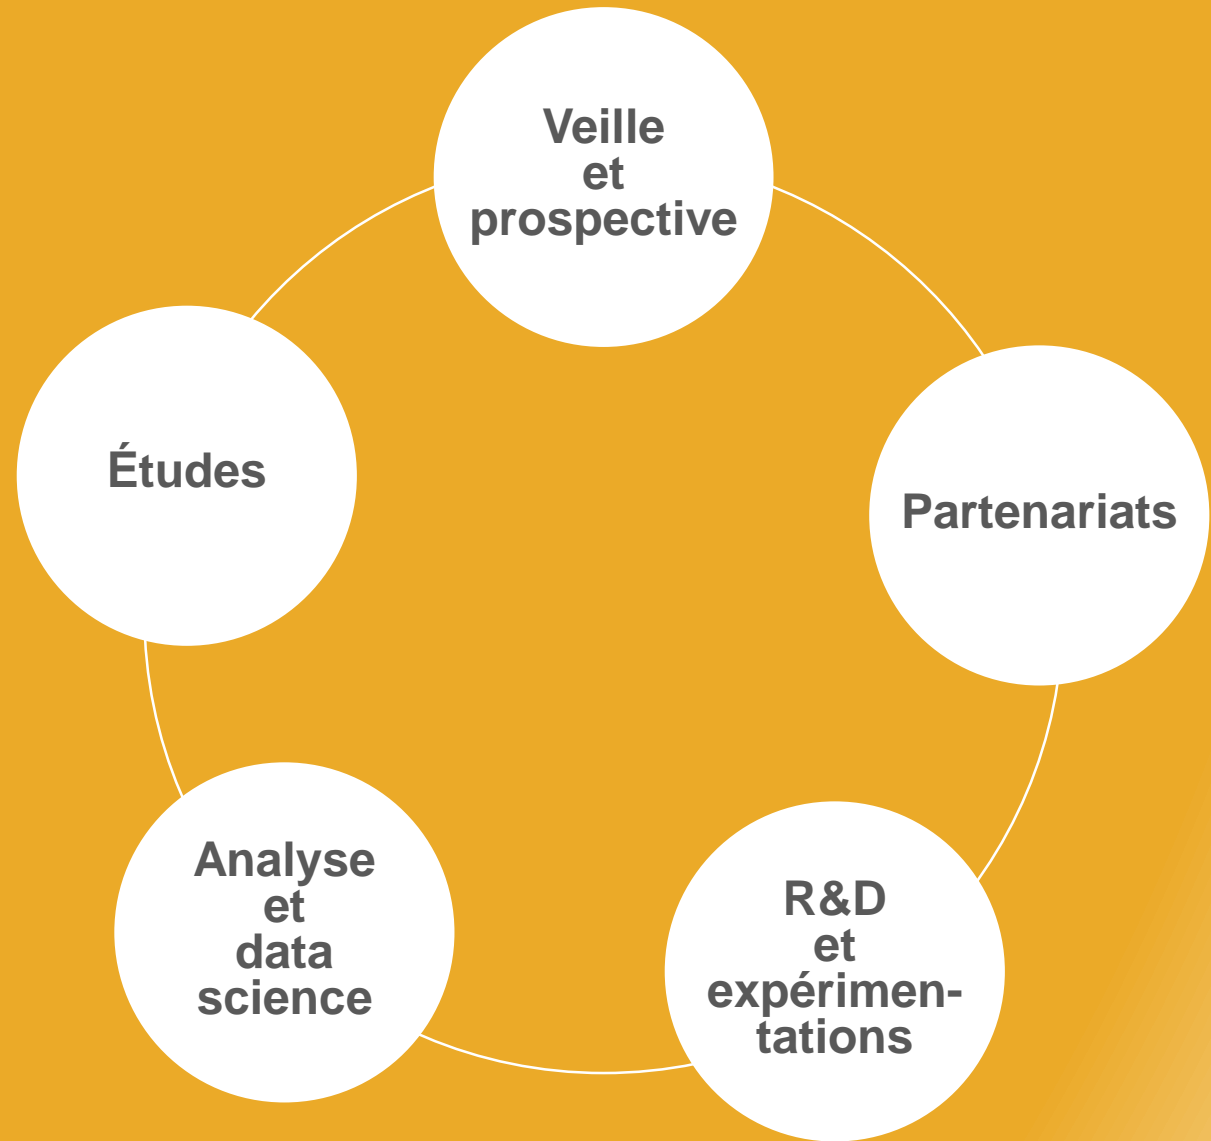 Veille
et
prospective
Études
Partenariats
Analyse
et
data
science
R&D
et
expérimen-
tations